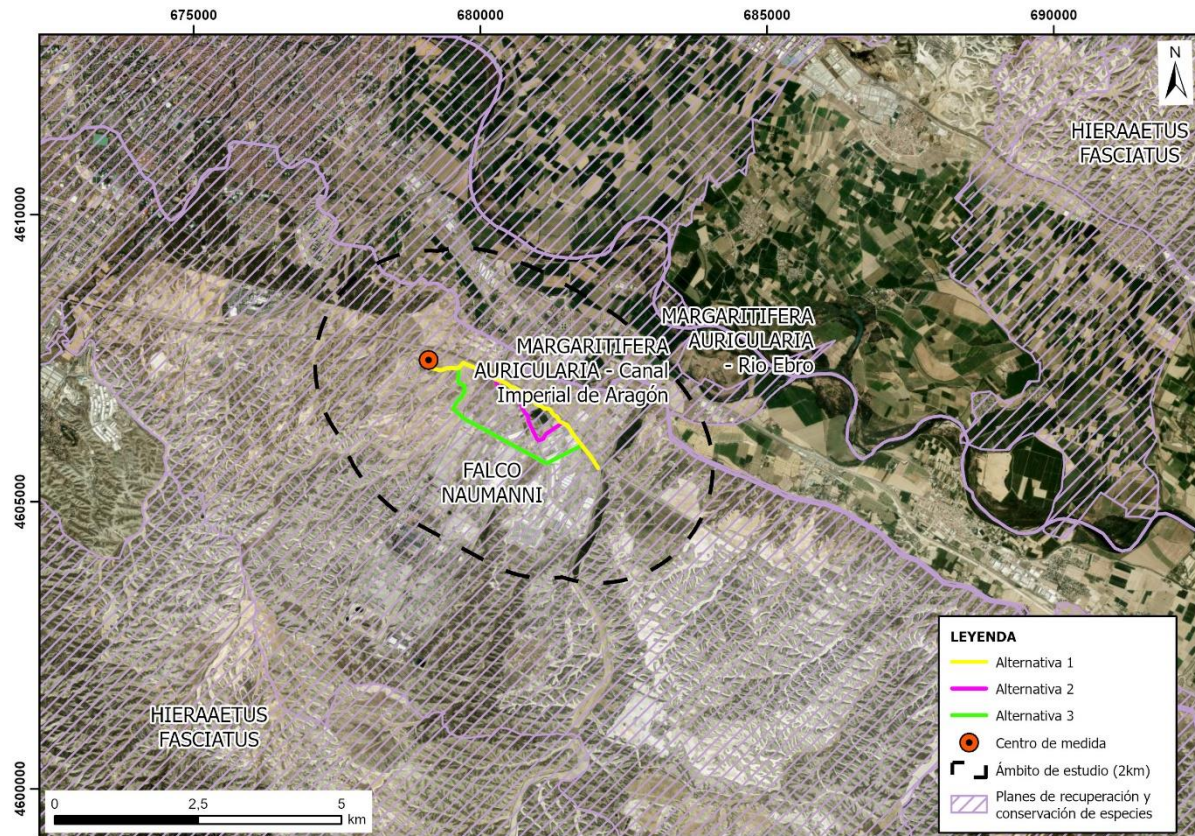 675000
680000
685000
690000
N
4610000
4605000
4600000
HIERAAETUS
FASCIATUS
MARGARITIFERA
AURICULARIA
- Rio Ebro
MARGARITIFERA
AURICULARIA - Canal
Imperial de Aragón
FALCO
NAUMANNI
HIERAAETUS
FASCIATUS
LEYENDA
Alternativa 1
Alternativa 2
Alternativa 3
Centro de medida
Ámbito de estudio (2km)
Planes de recuperación y
conservación de especies
0 2,5 5
km